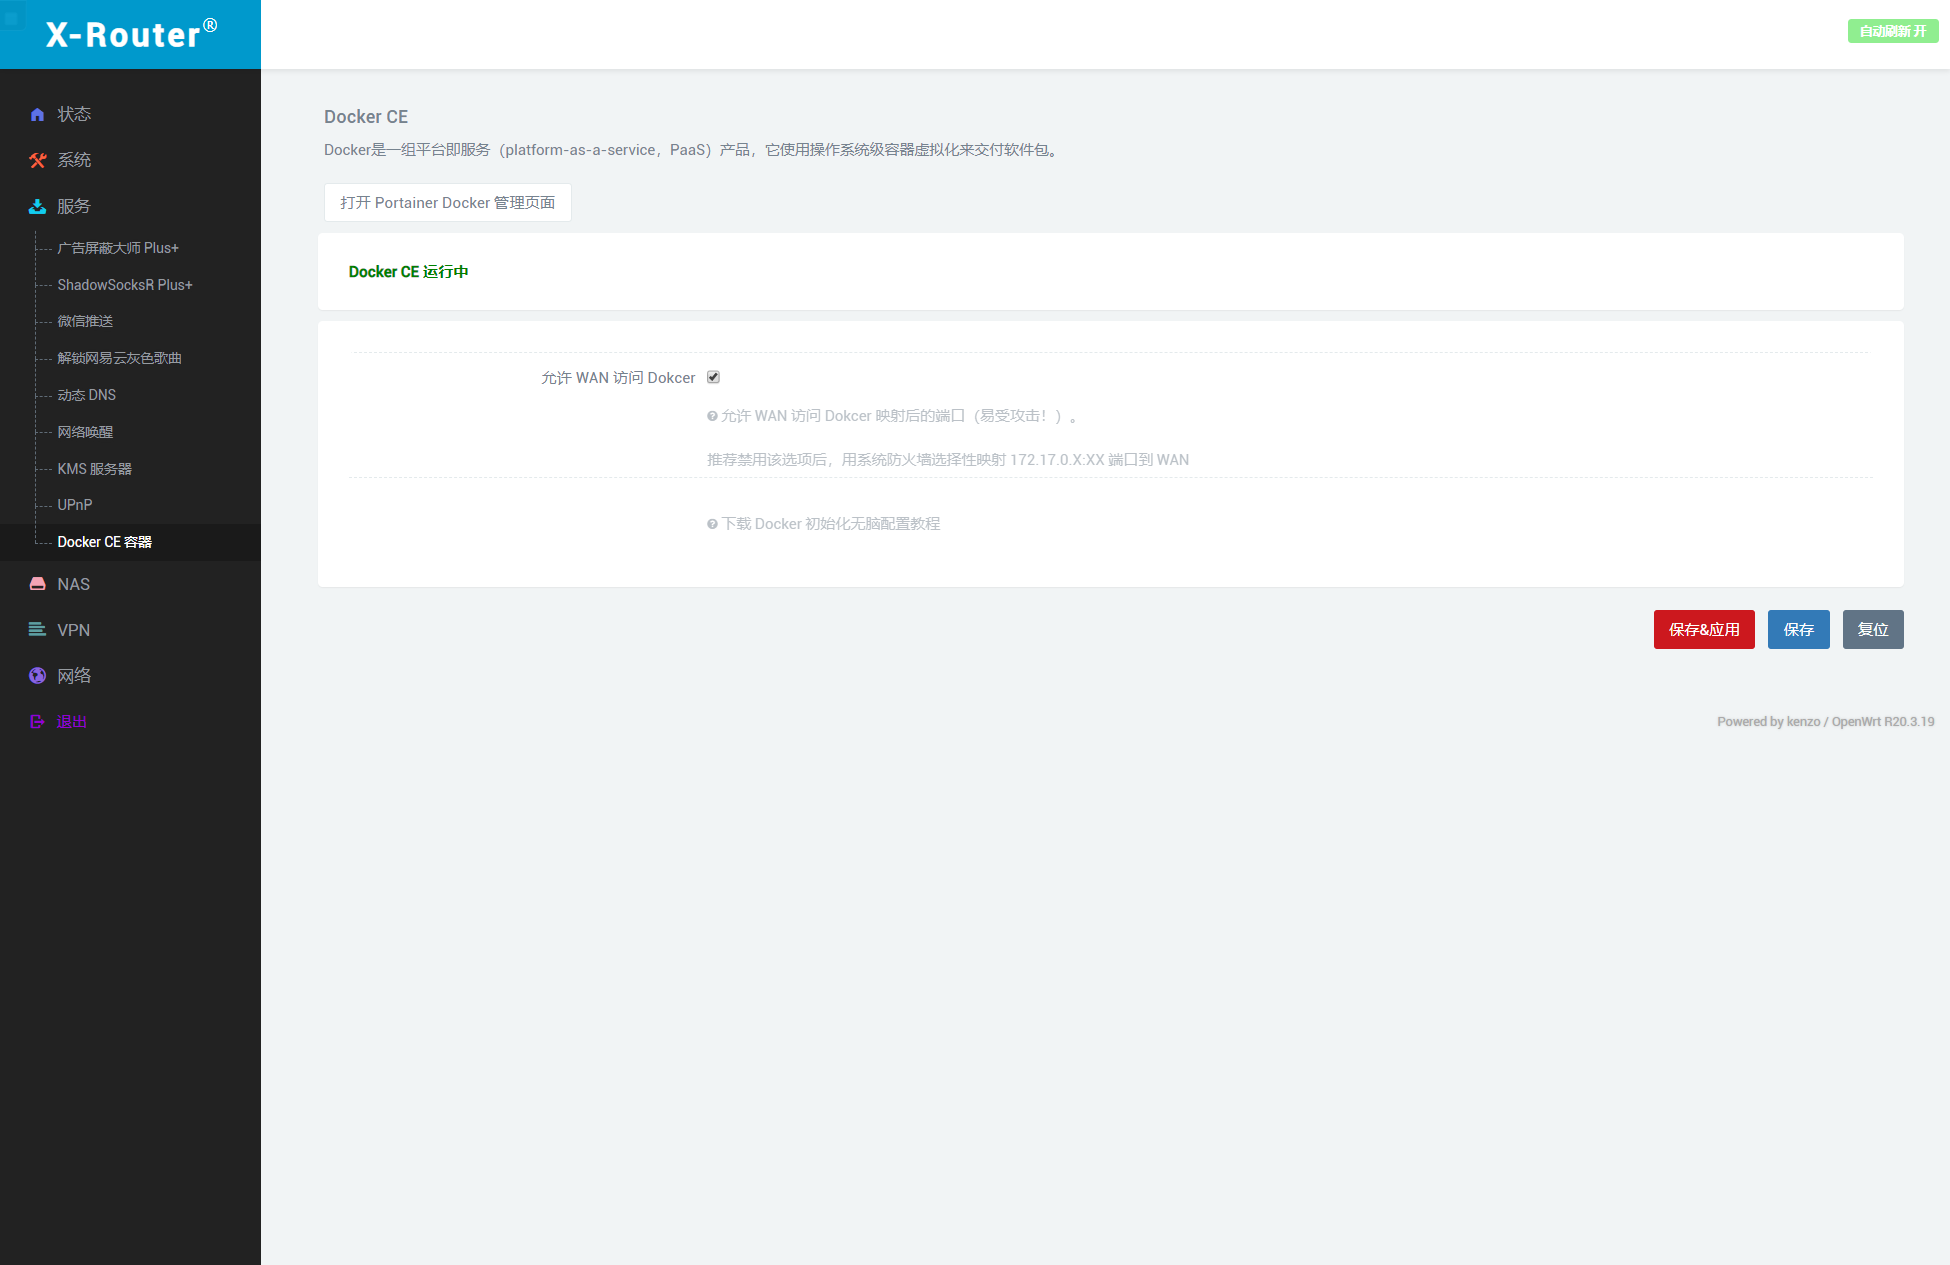 X-Router®
自动刷新 开
状态
系统
服务
广告屏蔽大师 Plus+
ShadowSocksR Plus+
微信推送
解锁网易云灰色歌曲
动态 DNS
网络唤醒
KMS 服务器
UPnP
Docker CE 容器
NAS
VPN
网络
退出
Docker CE
Docker是一组平台即服务（platform-as-a-service，PaaS）产品，它使用操作系统级容器虚拟化来交付软件包。
打开 Portainer Docker 管理页面
Docker CE 运行中
允许 WAN 访问 Dokcer
允许 WAN 访问 Dokcer 映射后的端口（易受攻击！）。
推荐禁用该选项后，用系统防火墙选择性映射 172.17.0.X:XX 端口到 WAN
下载 Docker 初始化无脑配置教程
保存&应用
保存
复位
Powered by kenzo / OpenWrt R20.3.19